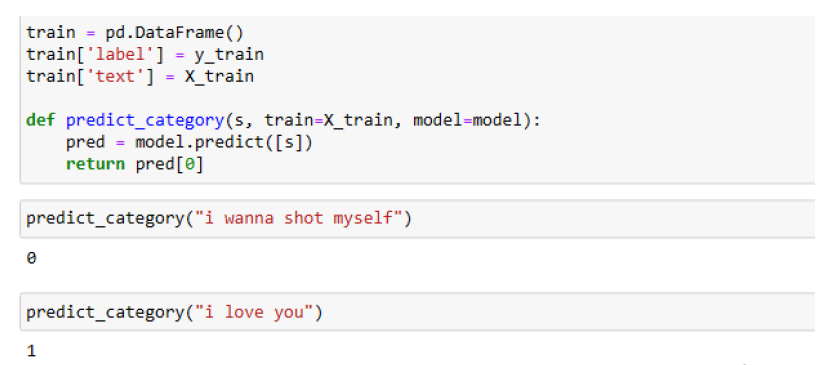 train = pd.DataFrame()
train['label'] = y_train
train['text'] = X_train
def predict_category(s, train=X_train, model=model):
    pred = model.predict([s])
    return pred[0]
predict_category("i wanna shot myself")
0
predict_category("i love you")
1